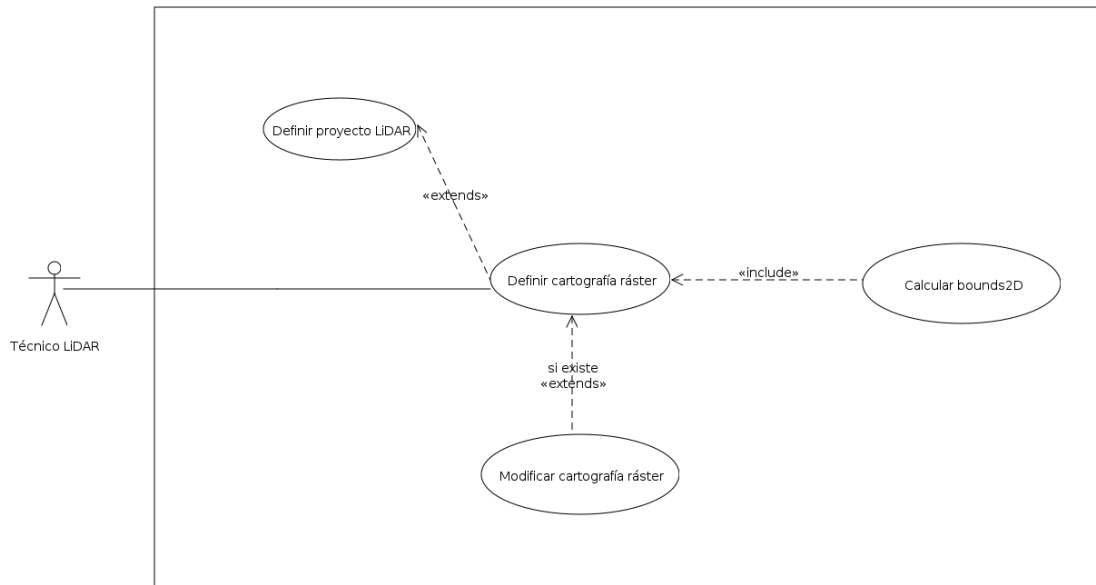 Definir proyecto LiDAR
«extends»
Definir cartografía ráster
«include»
Calcular bounds2D
Técnico LiDAR
si existe
«extends»
Modificar cartografía ráster